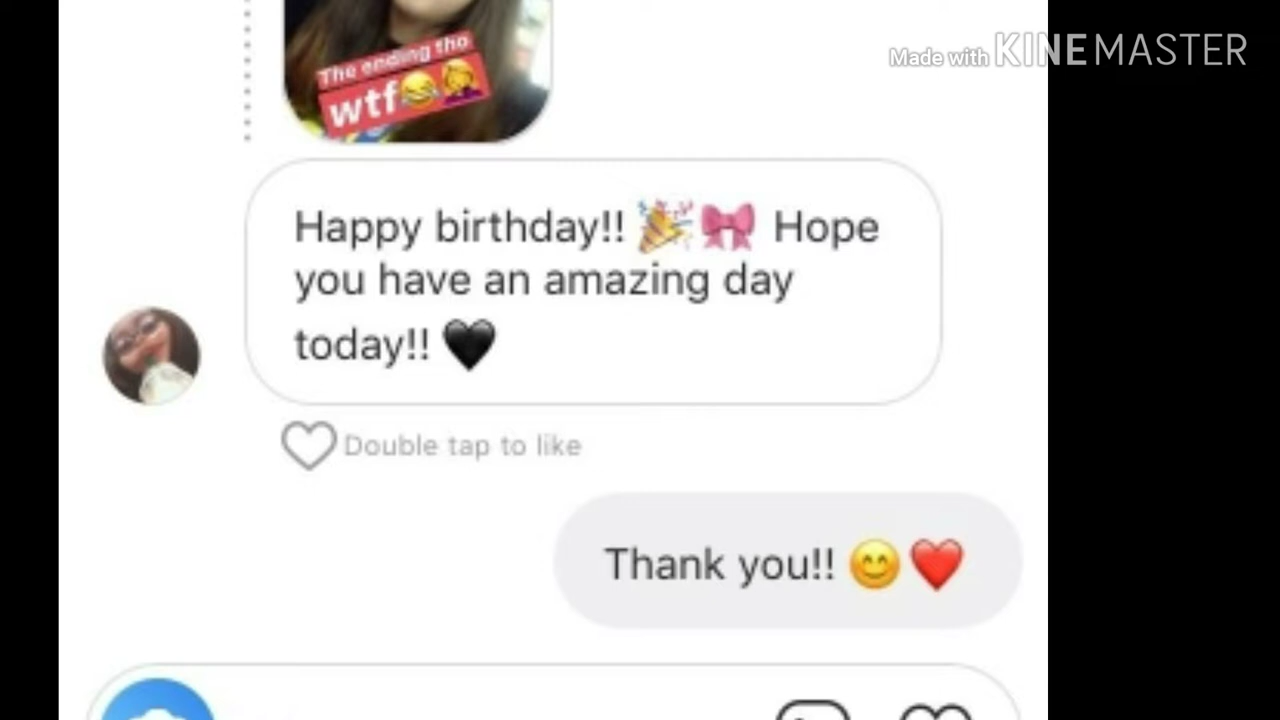 Made with KINEMASTER
The ending tho
wtf😂🤦‍♀️
Happy birthday!! 🎉🎀 Hope
you have an amazing day
today!! 🖤
Double tap to like
Thank you!! 😊❤️